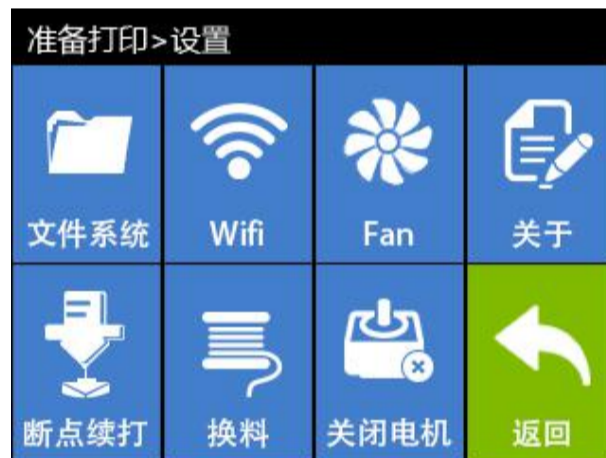 准备打印>设置
文件系统
Wifi
Fan
关于
断点续打
换料
关闭电机
返回